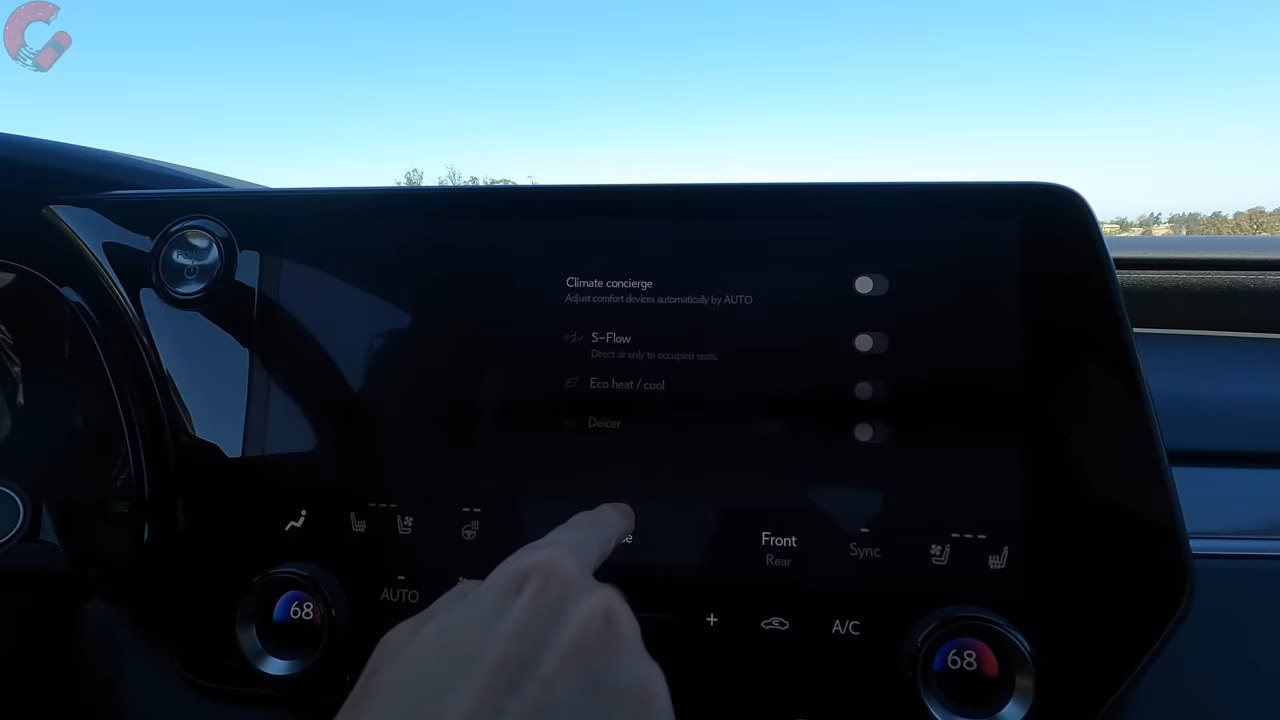 POWER
Climate concierge
Adjust comfort devices automatically by AUTO
S-Flow
Direct air only to occupied seats.
Eco heat / cool
Deicer
Front
Rear
Sync
AUTO
68
+
A/C
68